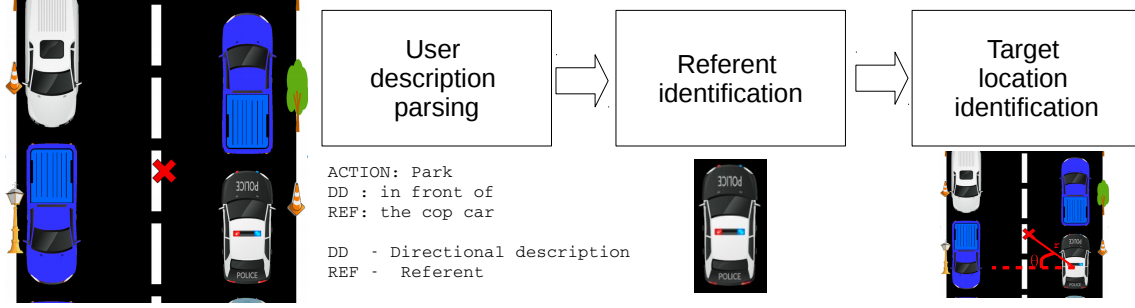 User
description
parsing
Referent
identification
Target
location
identification
ACTION: Park
DD : in front of
REF: the cop car
DD - Directional description
REF - Referent
POLICE
POLICE
POLICE
POLICE
POLICE